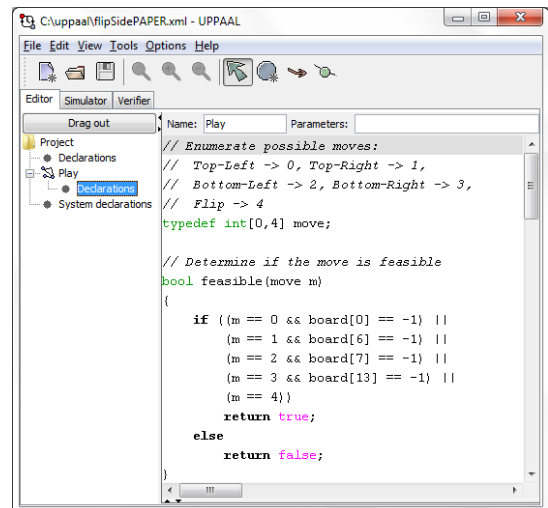 C:\uppaal\flipSidePAPER.xml - UPPAAL
File Edit View Tools Options Help
Editor Simulator Verifier
Drag out
Name: Play Parameters:
Project
Declarations
Play
Declarations
System declarations
// Enumerate possible moves:
//  Top-Left -> 0, Top-Right -> 1,
//  Bottom-Left -> 2, Bottom-Right -> 3,
//  Flip -> 4
typedef int[0,4] move;
// Determine if the move is feasible
bool feasible(move m)
{
    if ((m == 0 && board[0] == -1) ||
        (m == 1 && board[6] == -1) ||
        (m == 2 && board[7] == -1) ||
        (m == 3 && board[13] == -1) ||
        (m == 4))
        return true;
    else
        return false;
}